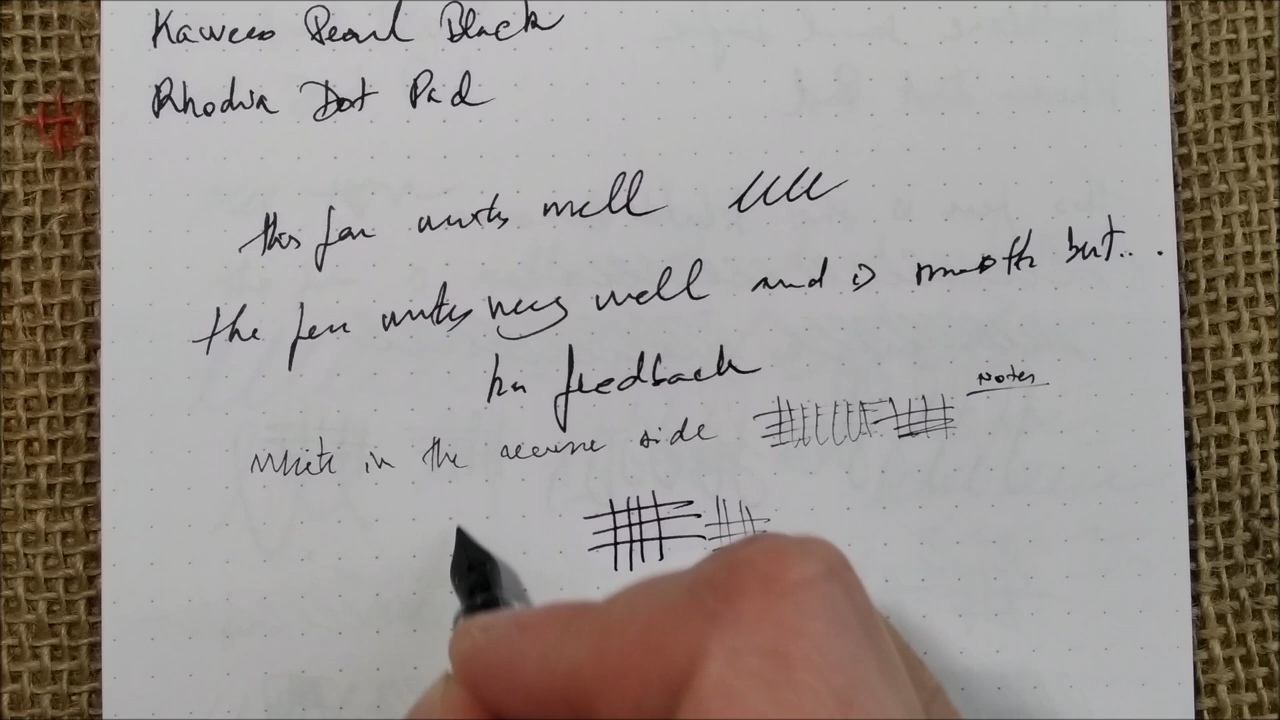 Kaweco Pearl Black
Rhodia Dot Pad
this pen writes well
the pen writes very well and is smooth but...
has feedback
Notes
write in the reverse side